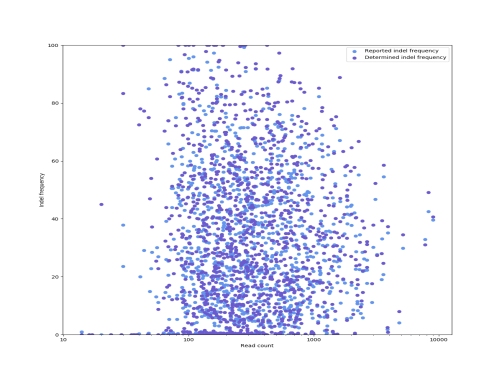 100
Reported indel frequency
Determined indel frequency
80
60
Indel frequency
40
20
0
10
100
1000
10000
Read count